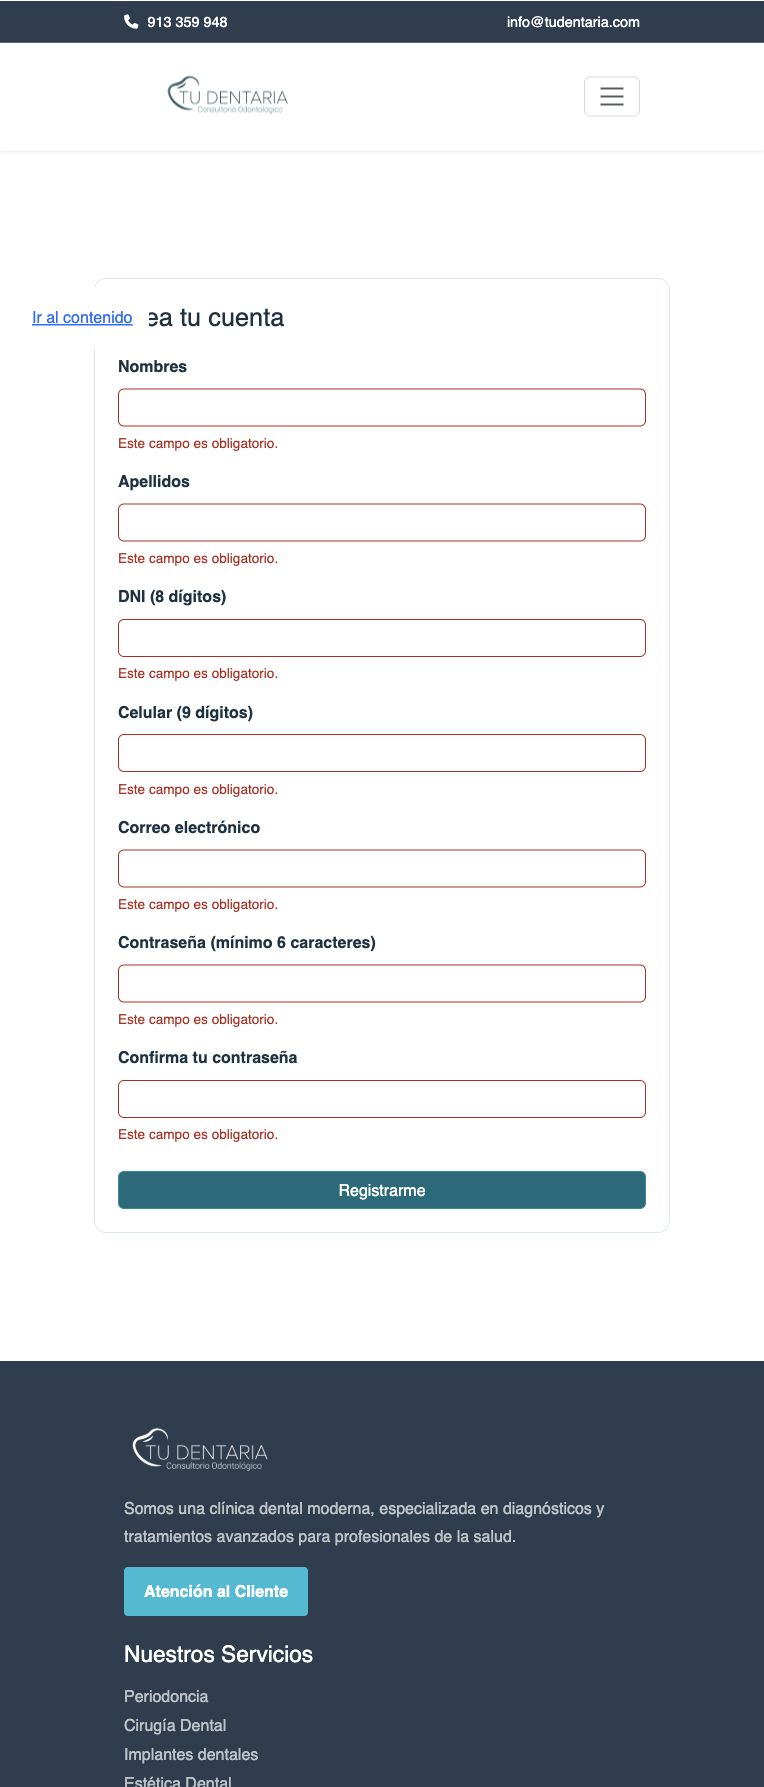 913 359 948
info@tudentaria.com
TU DENTARIA
Consultorio Odontológico
Ir al contenido
ea tu cuenta
Nombres
Este campo es obligatorio.
Apellidos
Este campo es obligatorio.
DNI (8 dígitos)
Este campo es obligatorio.
Celular (9 dígitos)
Este campo es obligatorio.
Correo electrónico
Este campo es obligatorio.
Contraseña (mínimo 6 caracteres)
Este campo es obligatorio.
Confirma tu contraseña
Este campo es obligatorio.
Registrarme
TU DENTARIA
Consultorio Odontológico
Somos una clínica dental moderna, especializada en diagnósticos y
tratamientos avanzados para profesionales de la salud.
Atención al Cliente
Nuestros Servicios
Periodoncia
Cirugía Dental
Implantes dentales
Estética Dental